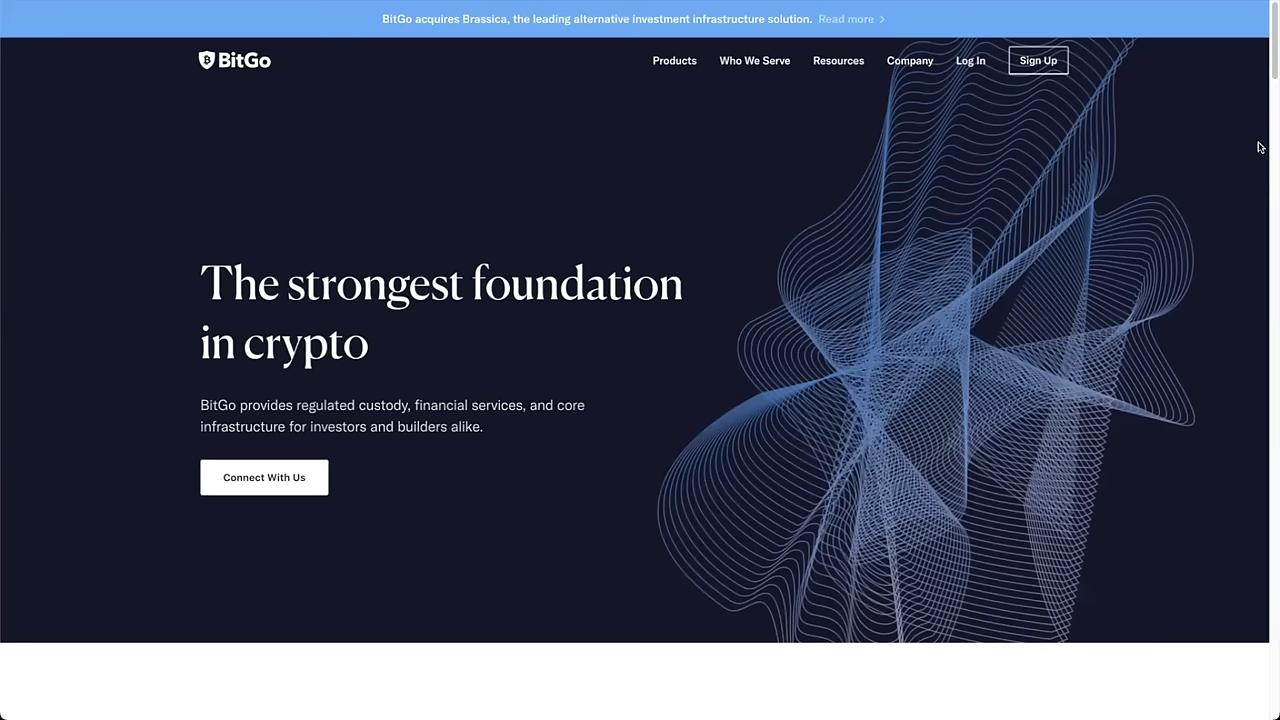 BitGo acquires Brassica, the leading alternative investment infrastructure solution. Read more >
BitGo
Products Who We Serve Resources Company Log In Sign Up
The strongest foundation
in crypto
BitGo provides regulated custody, financial services, and core
infrastructure for investors and builders alike.
Connect With Us